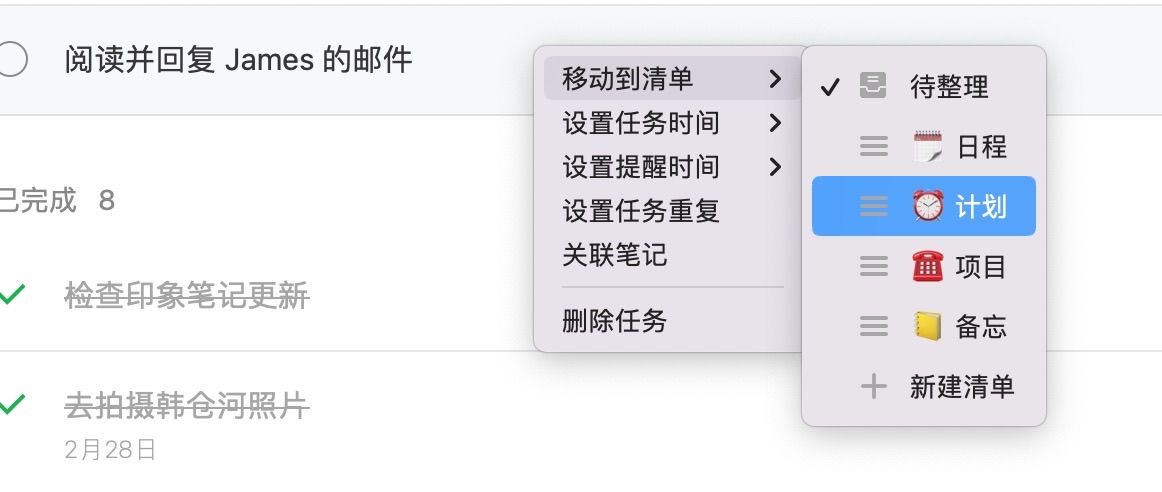 阅读并回复 James 的邮件
已完成 8
检查印象笔记更新
去拍摄韩仓河照片
2月28日
移动到清单
设置任务时间
设置提醒时间
设置任务重复
关联笔记
删除任务
待整理
日程
计划
项目
备忘
新建清单